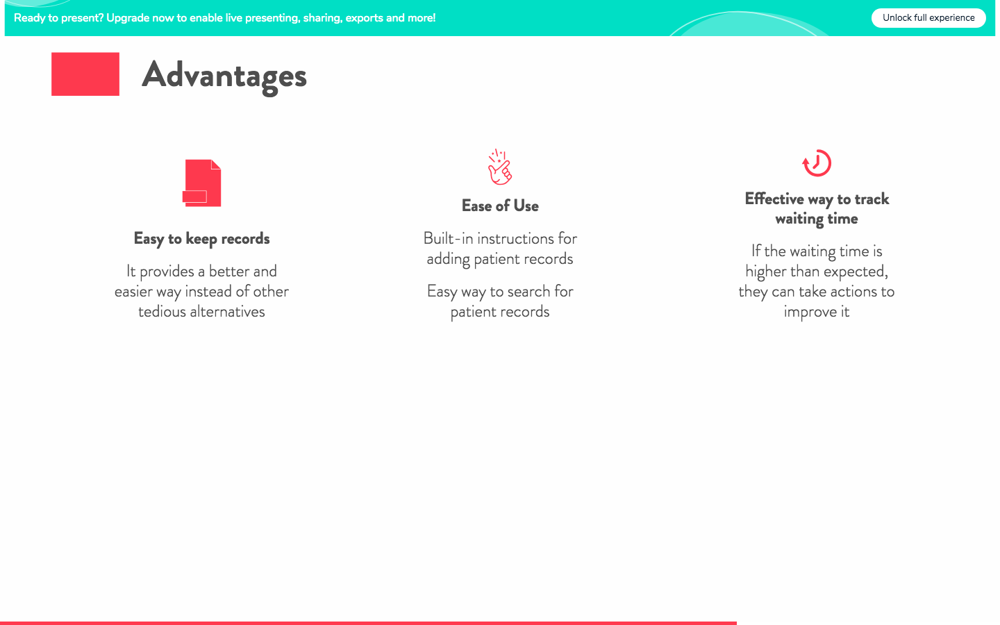 Ready to present? Upgrade now to enable live presenting, sharing, exports and more!
Unlock full experience
Advantages
Easy to keep records
It provides a better and
easier way instead of other
tedious alternatives
Ease of Use
Built-in instructions for
adding patient records
Easy way to search for
patient records
Effective way to track
waiting time
If the waiting time is
higher than expected,
they can take actions to
improve it